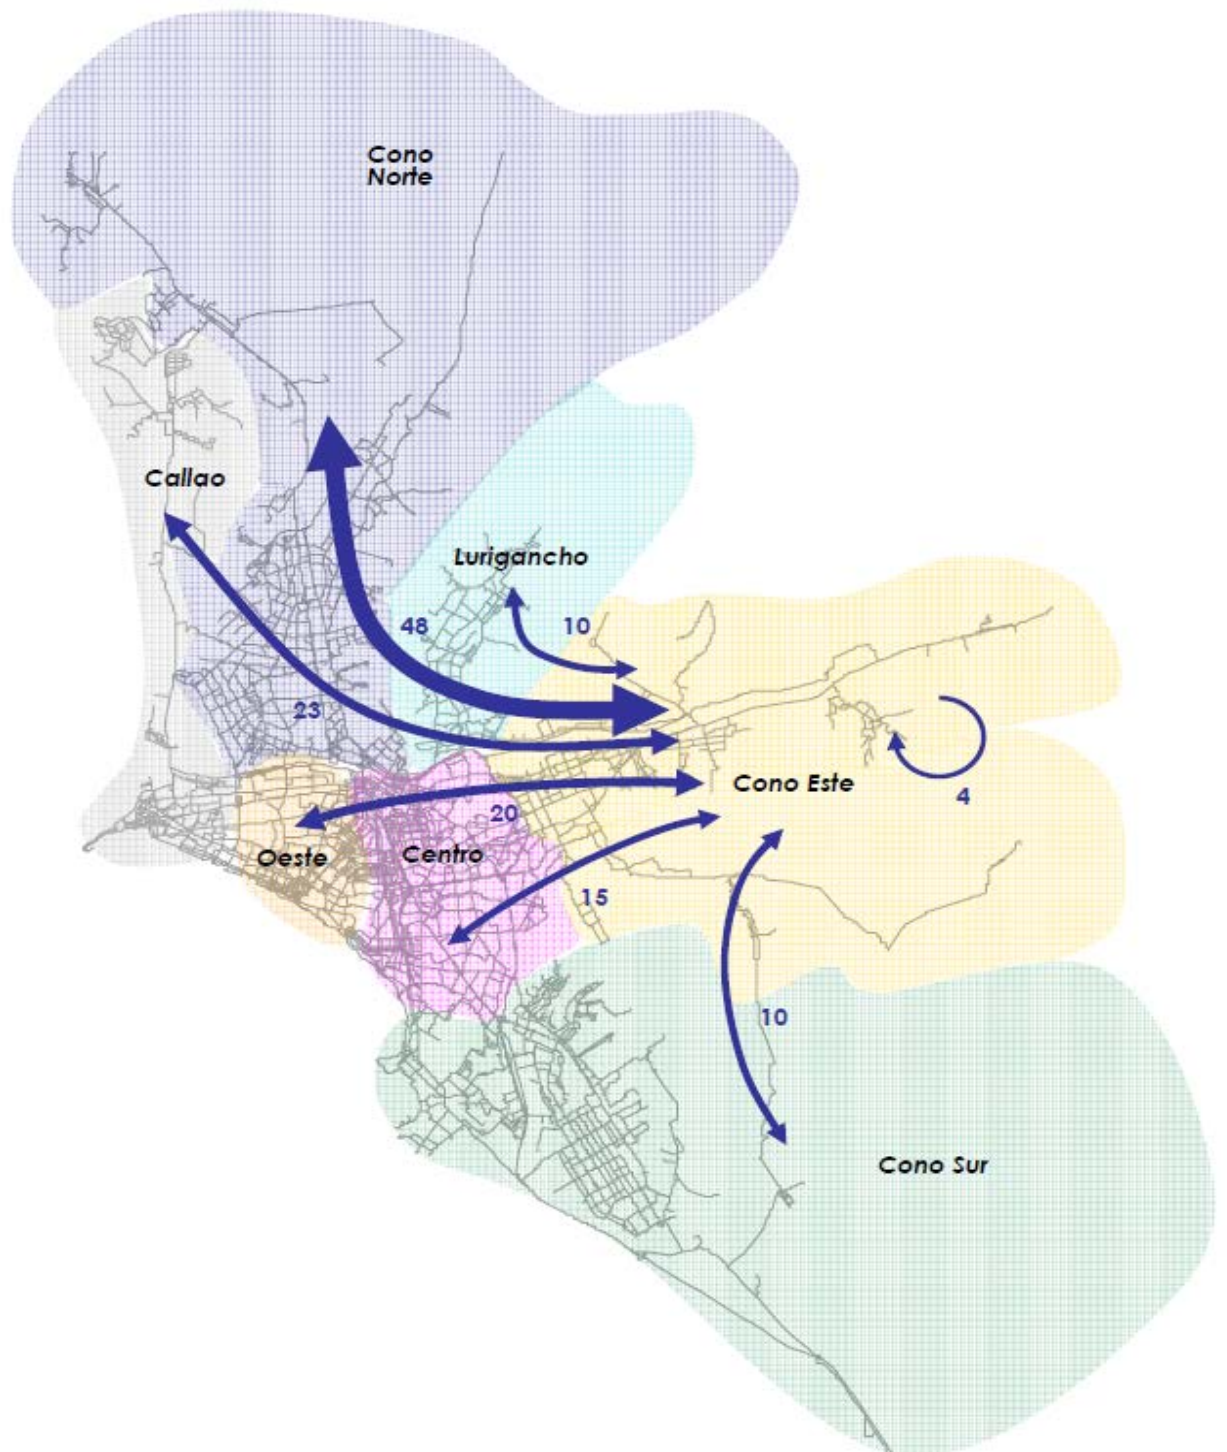 Cono
Norte
Callao
Lurigancho
48
10
23
Cono Este
4
20
Oeste
Centro
15
10
Cono Sur